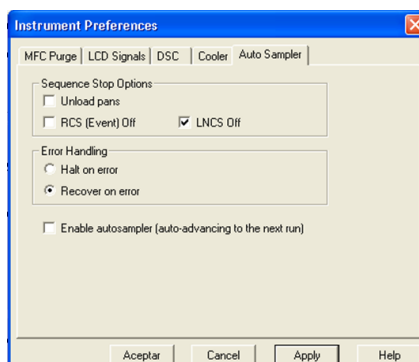 Instrument Preferences
MFC Purge LCD Signals DSC Cooler Auto Sampler
Sequence Stop Options
Unload pans
RCS (Event) Off LNCS Off
Error Handling
Halt on error
Recover on error
Enable autosampler (auto-advancing to the next run)
Aceptar Cancel Apply Help